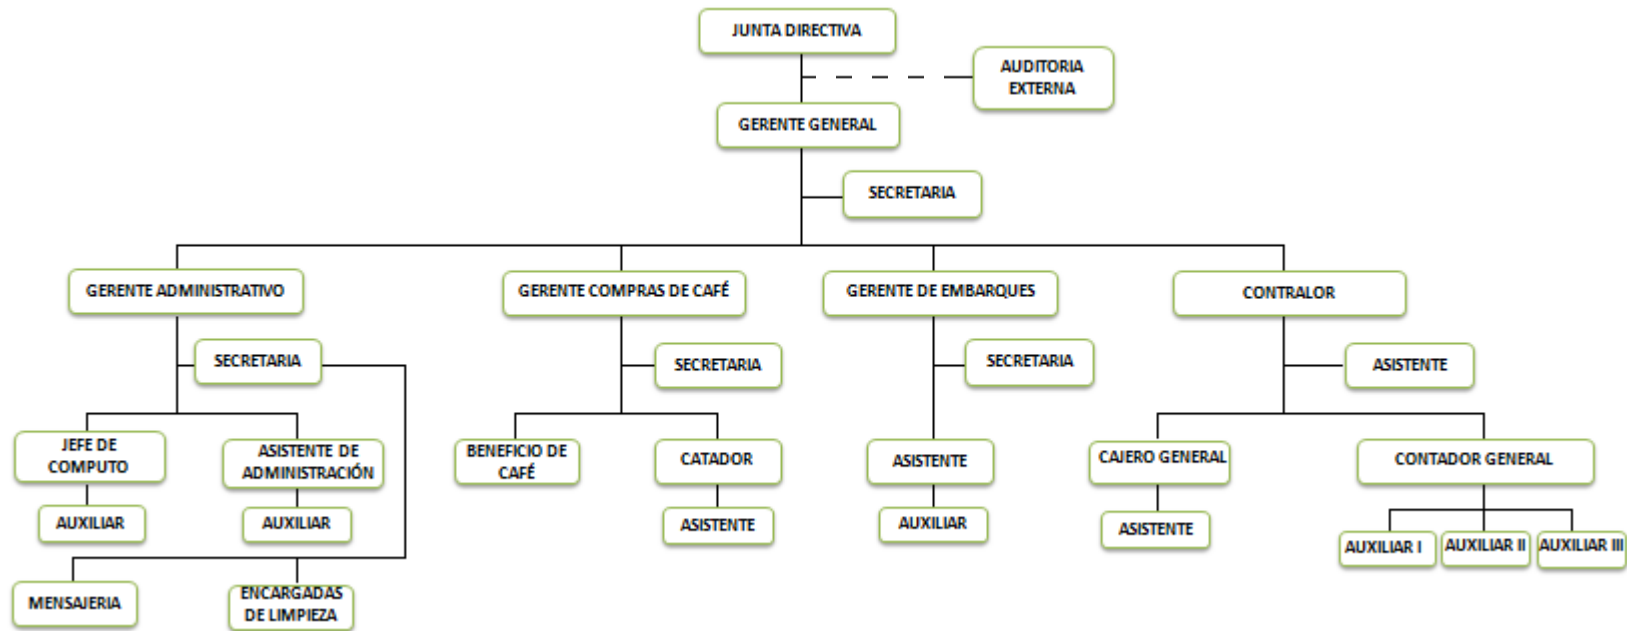 JUNTA DIRECTIVA
AUDITORIA
EXTERNA
GERENTE GENERAL
SECRETARIA
GERENTE ADMINISTRATIVO
GERENTE COMPRAS DE CAFÉ
GERENTE DE EMBARQUES
CONTRALOR
SECRETARIA
SECRETARIA
SECRETARIA
ASISTENTE
JEFE DE
COMPUTO
ASISTENTE DE
ADMINISTRACIÓN
BENEFICIO DE
CAFÉ
CATADOR
ASISTENTE
CAJERO GENERAL
CONTADOR GENERAL
AUXILIAR
AUXILIAR
ASISTENTE
AUXILIAR
ASISTENTE
AUXILIAR I
AUXILIAR II
AUXILIAR III
MENSAJERIA
ENCARGADAS
DE LIMPIEZA